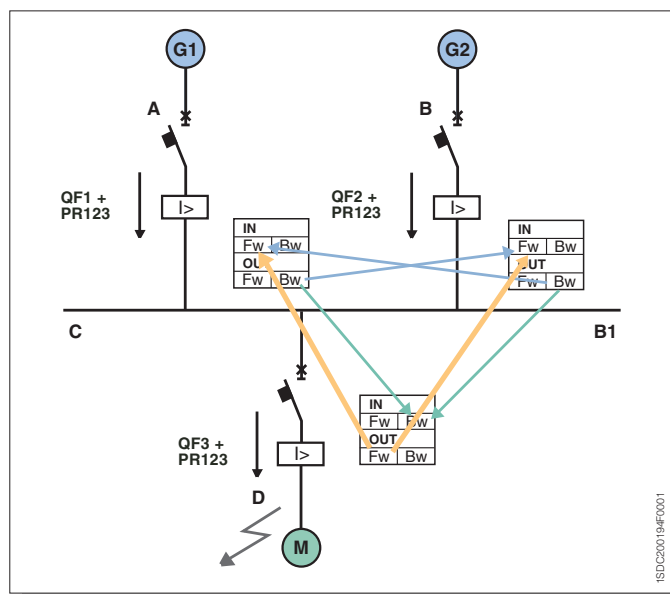 G1
G2
A
B
QF1 +
PR123
I>
QF2 +
PR123
I>
IN
Fw Bw
OUT
Fw Bw
IN
Fw Bw
OUT
Fw Bw
C
B1
QF3 +
PR123
I>
IN
Fw Bw
OUT
Fw Bw
D
M
1SDC200194F0001